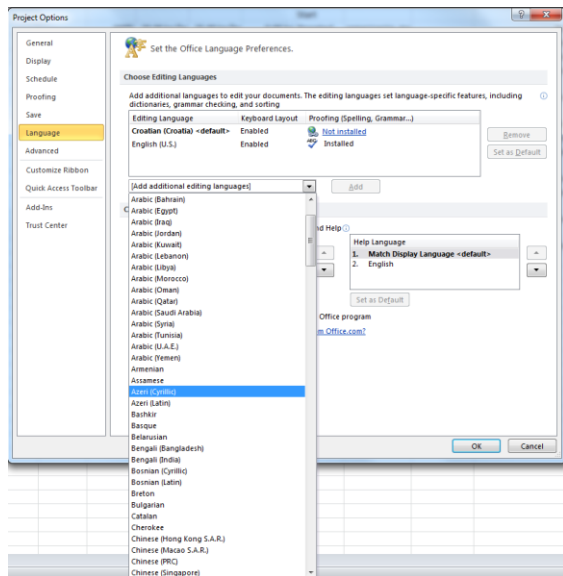 Project Options
General
Display
Schedule
Proofing
Save
Language
Advanced
Customize Ribbon
Quick Access Toolbar
Add-Ins
Trust Center
Set the Office Language Preferences.
Choose Editing Languages
Add additional languages to edit your documents. The editing languages set language-specific features, including
dictionaries, grammar checking, and sorting
Editing Language Keyboard Layout Proofing (Spelling, Grammar...)
Croatian (Croatia) <default> Enabled Not installed
English (U.S.) Enabled Installed
Remove
Set as Default
[Add additional editing languages] Add
Arabic (Bahrain)
Arabic (Egypt)
Arabic (Iraq)
Arabic (Jordan)
Arabic (Kuwait)
Arabic (Lebanon)
Arabic (Libya)
Arabic (Morocco)
Arabic (Oman)
Arabic (Qatar)
Arabic (Saudi Arabia)
Arabic (Syria)
Arabic (Tunisia)
Arabic (U.A.E.)
Arabic (Yemen)
Armenian
Assamese
Azeri (Cyrillic)
Azeri (Latin)
Bashkir
Basque
Belarusian
Bengali (Bangladesh)
Bengali (India)
Bosnian (Cyrillic)
Bosnian (Latin)
Breton
Bulgarian
Catalan
Cherokee
Chinese (Hong Kong S.A.R.)
Chinese (Macao S.A.R.)
Chinese (PRC)
Chinese (Singapore)
nd Help
Help Language
1. Match Display Language <default>
2. English
Set as Default
Office program
m Office.com?
OK Cancel